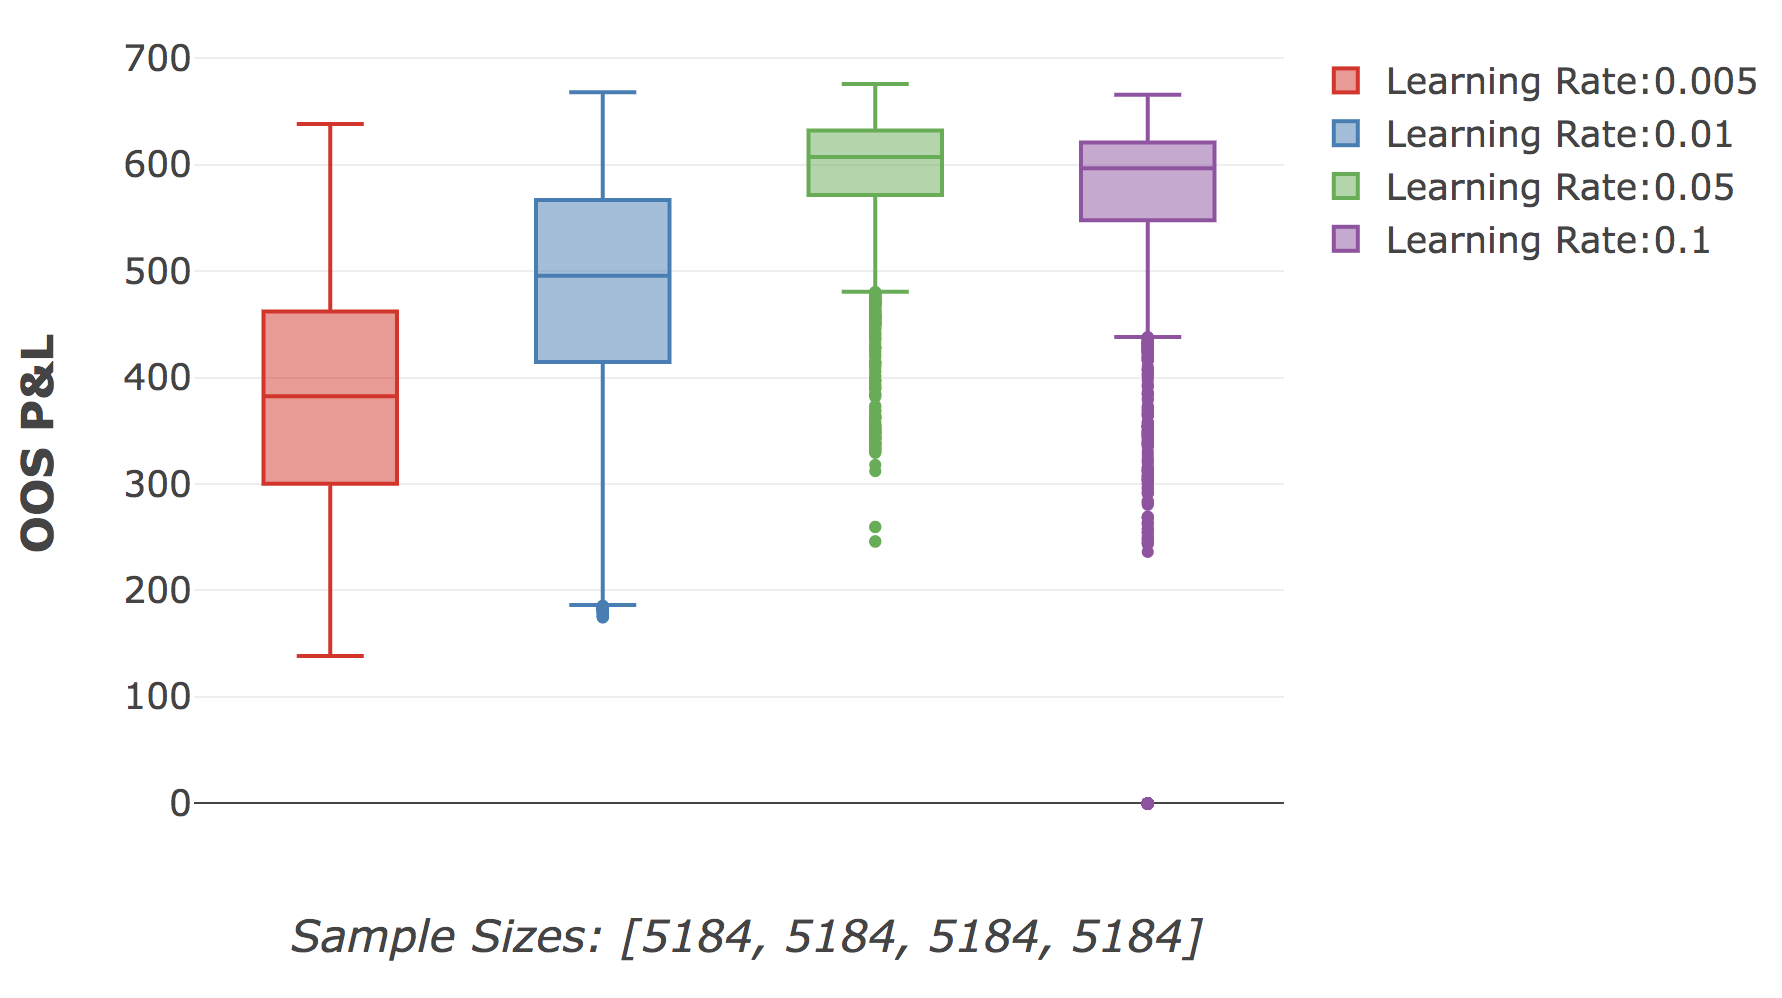 OOS P&L
700
600
500
400
300
200
100
0
Learning Rate:0.005
Learning Rate:0.01
Learning Rate:0.05
Learning Rate:0.1
Sample Sizes: [5184, 5184, 5184, 5184]